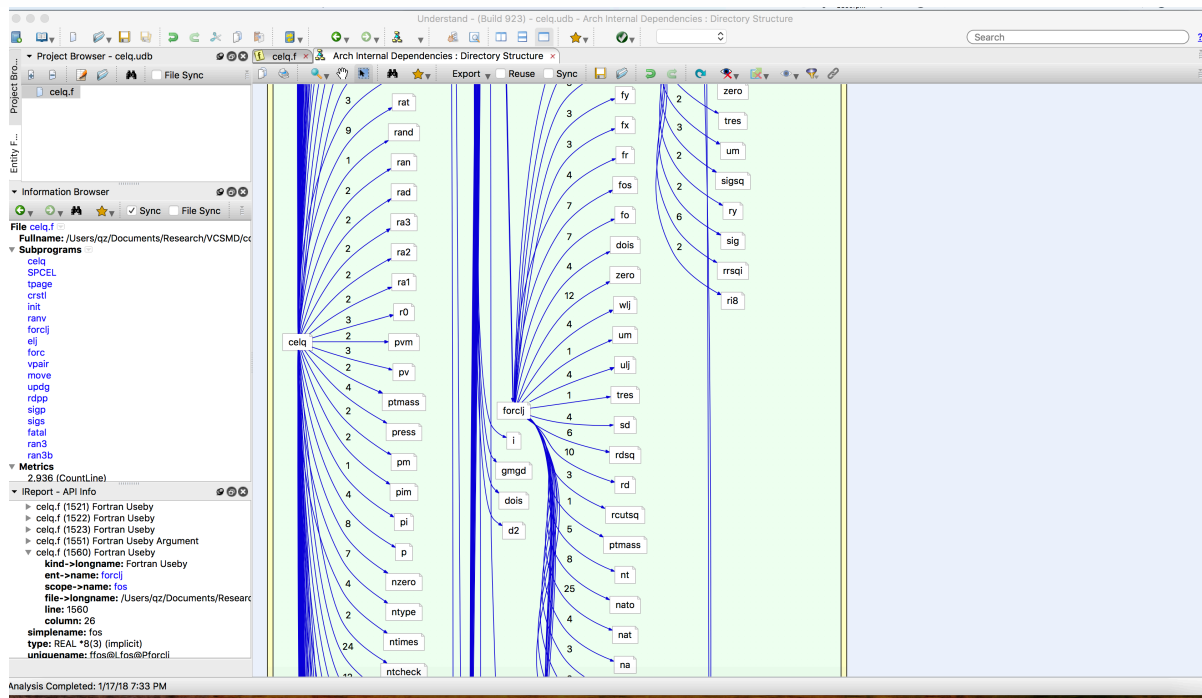 Understand - (Build 923) - celq.udb - Arch Internal Dependencies : Directory Structure
Search
Project Browser - celq.udb
File Sync
celq.f
Project Bro...
Entity F...
Information Browser
Sync
File Sync
File celq.f
Fullname: /Users/qz/Documents/Research/VCSMD/cc
Subprograms
celq
SPCEL
tpage
crstl
init
ranv
forclj
elj
forc
vpair
move
updg
rdpp
sigp
sigs
fatal
ran3
ran3b
Metrics
2,936 (CountLine)
IReport - API Info
celq.f (1521) Fortran Useby
celq.f (1522) Fortran Useby
celq.f (1523) Fortran Useby
celq.f (1551) Fortran Useby Argument
celq.f (1560) Fortran Useby
kind->longname: Fortran Useby
ent->name: forclj
scope->name: fos
file->longname: /Users/qz/Documents/Researc
line: 1560
column: 26
simplename: fos
type: REAL *8(3) (implicit)
uniquename: ffos@Lfos@Pforclj
Analysis Completed: 1/17/18 7:33 PM
celq.f
Arch Internal Dependencies : Directory Structure
Export
Reuse
Sync
celq
3
9
1
2
2
2
2
2
3
2
3
2
4
2
2
1
4
8
7
4
2
24
12
rat
rand
ran
rad
ra3
ra2
ra1
r0
pvm
pv
ptmass
press
pm
pim
pi
p
nzero
ntype
ntimes
ntcheck
forclj
i
gmgd
dois
d2
3
3
4
7
7
4
12
4
1
4
1
4
6
10
3
1
5
8
25
4
3
fy
fx
fr
fos
fo
dois
zero
wlj
um
ulj
tres
sd
rdsq
rd
rcutsq
ptmass
nt
nato
nat
na
2
3
2
2
6
2
zero
tres
um
sigsq
ry
sig
rrsqi
ri8